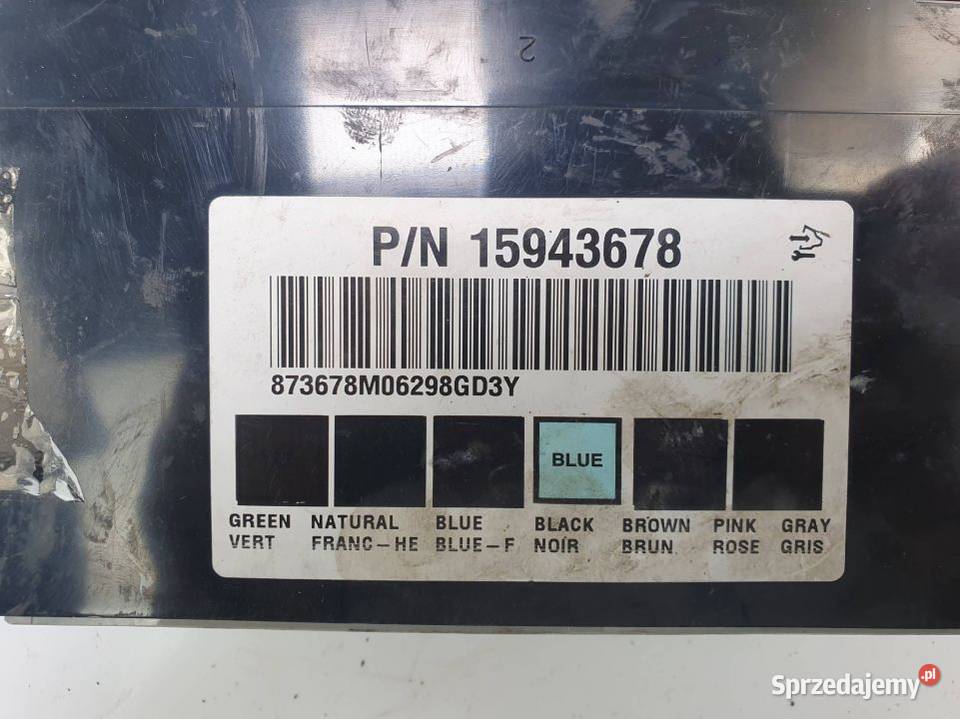 2
P/N 15943678
873678M06298GD3Y
BLUE
GREEN NATURAL BLUE BLACK BROWN PINK GRAY
VERT FRANC-HE BLUE-F NOIR BRUN ROSE GRIS
Sprzedajemy.pl